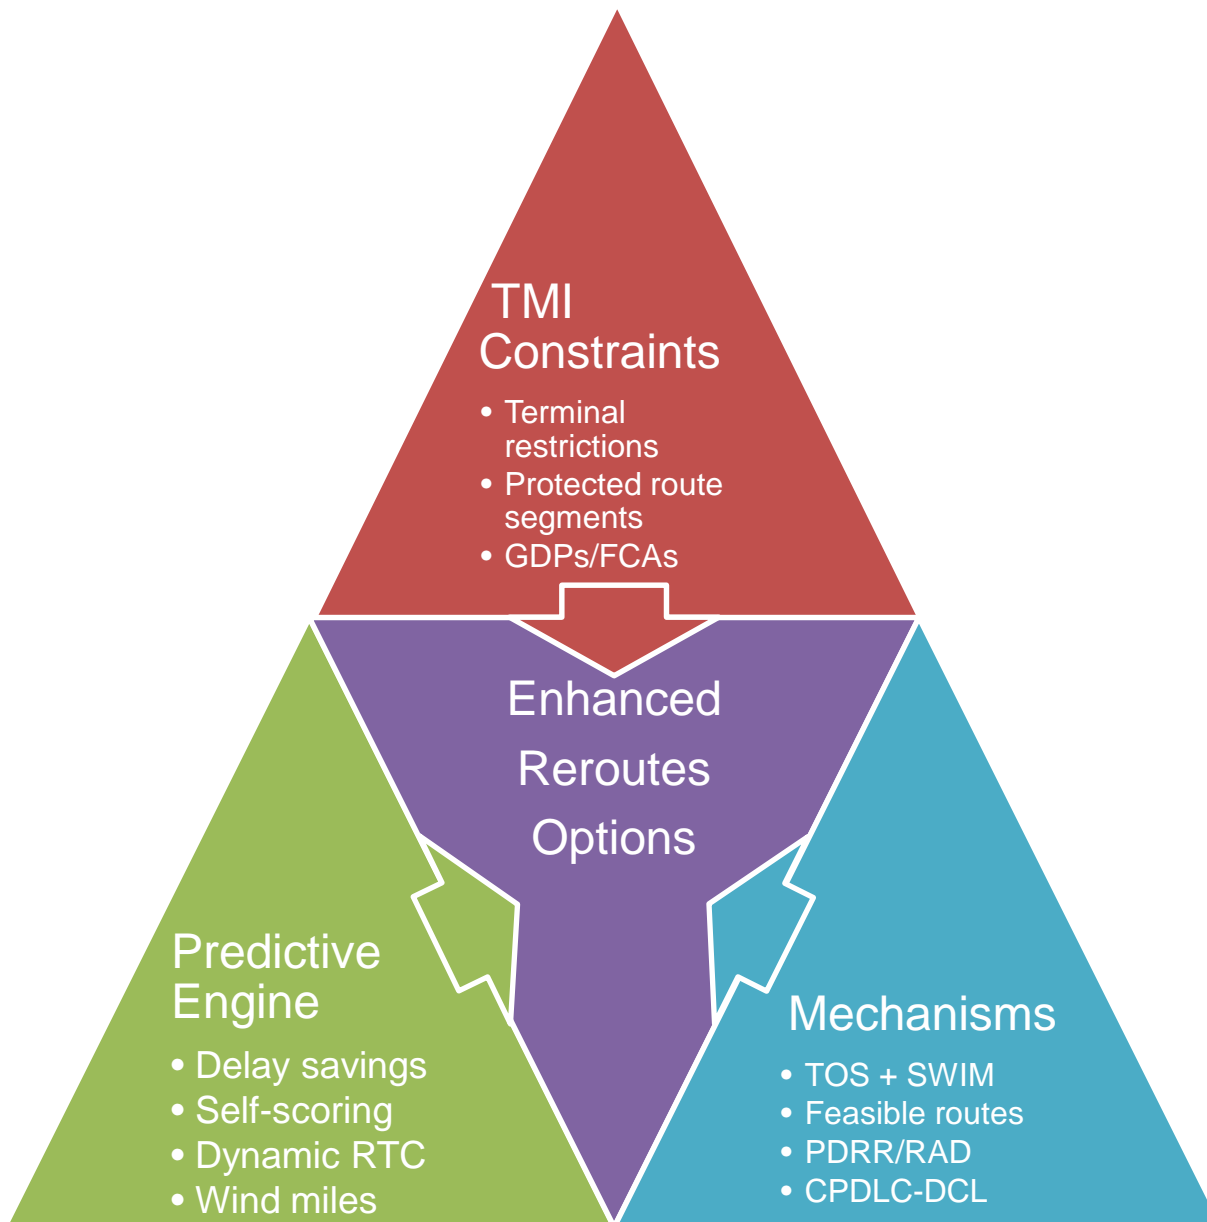 TMI
Constraints
• Terminal
restrictions
• Protected route
segments
• GDPs/FCAs
Enhanced
Reroutes
Options
Predictive
Engine
• Delay savings
• Self-scoring
• Dynamic RTC
• Wind miles
Mechanisms
• TOS + SWIM
• Feasible routes
• PDRR/RAD
• CPDLC-DCL